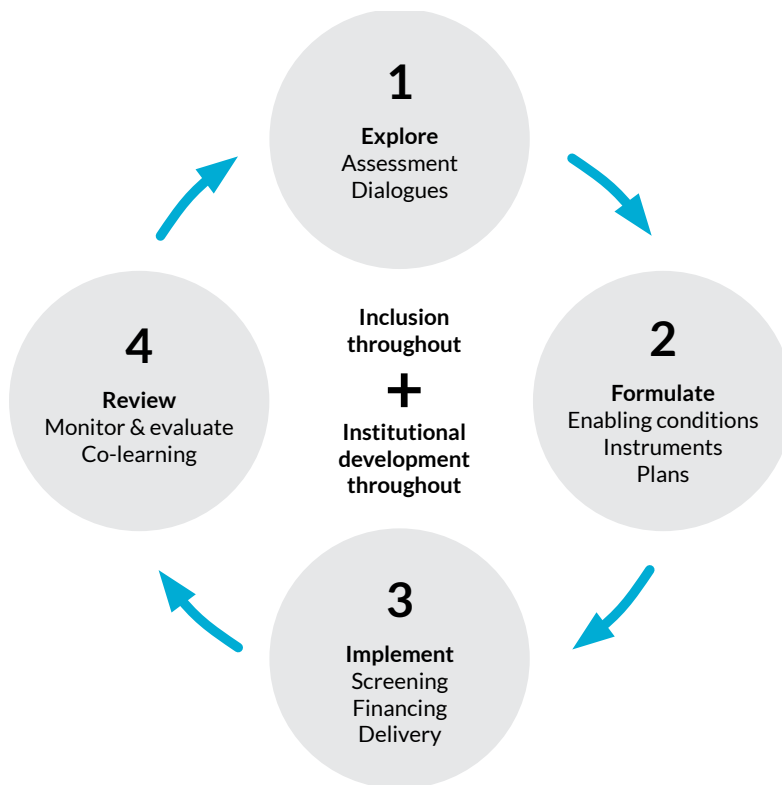 1
Explore
Assessment
Dialogues
2
Formulate
Enabling conditions
Instruments
Plans
3
Implement
Screening
Financing
Delivery
4
Review
Monitor & evaluate
Co-learning
Inclusion
throughout
+
Institutional
development
throughout